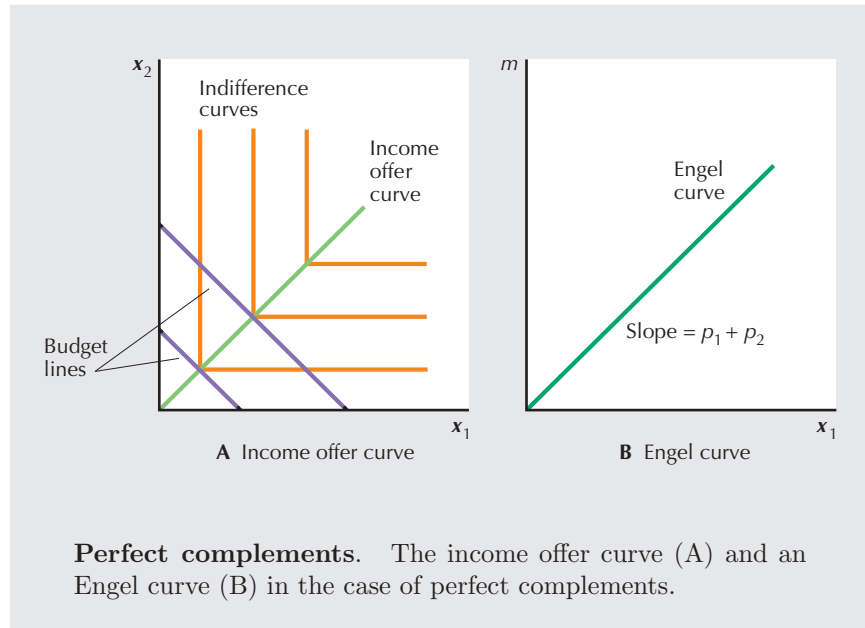 x₂
Indifference
curves
Income
offer
curve
Budget
lines
x₁
A Income offer curve
m
Engel
curve
Slope = p₁ + p₂
x₁
B Engel curve
Perfect complements. The income offer curve (A) and an
Engel curve (B) in the case of perfect complements.